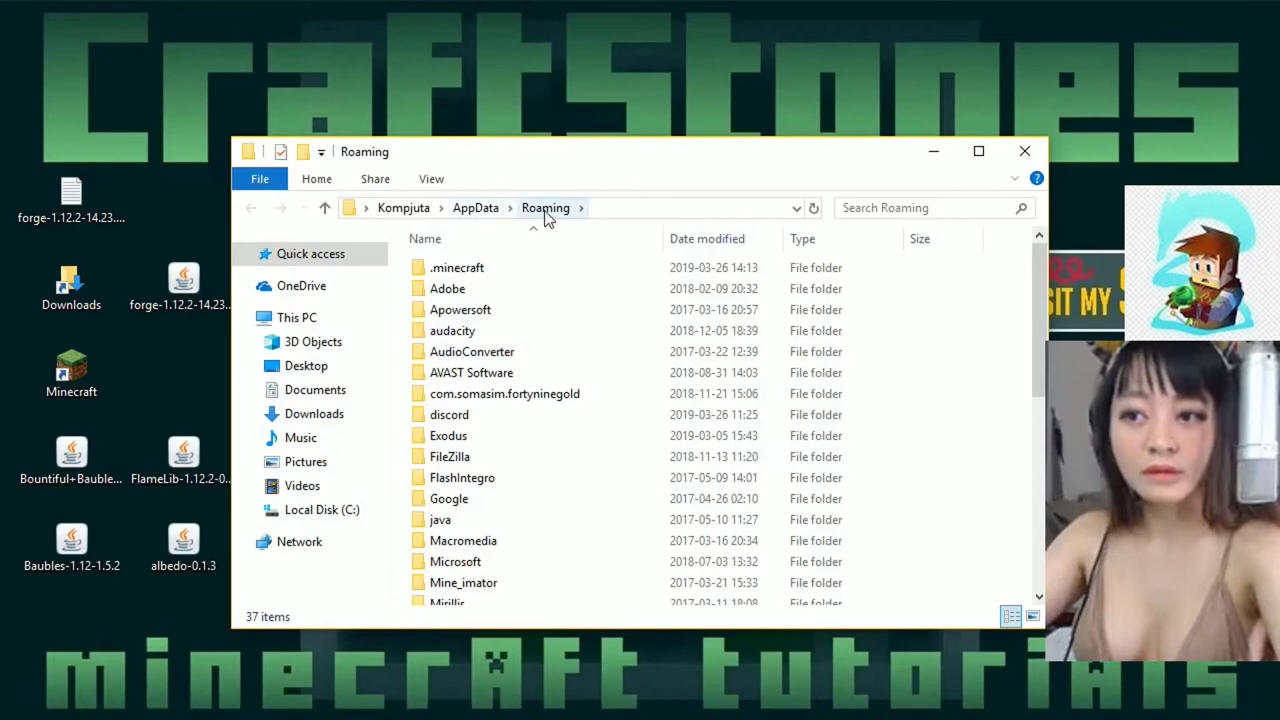 CraftStones
Roaming
File
Home
Share
View
Kompjuta
AppData
Roaming
Search Roaming
Name
Date modified
Type
Size
Quick access
OneDrive
This PC
3D Objects
Desktop
Documents
Downloads
Music
Pictures
Videos
Local Disk (C:)
Network
.minecraft 2019-03-26 14:13 File folder
Adobe 2018-02-09 20:32 File folder
Apowersoft 2017-03-16 20:57 File folder
audacity 2018-12-05 18:39 File folder
AudioConverter 2017-03-22 12:39 File folder
AVAST Software 2018-08-31 14:03 File folder
com.somasim.fortyninegold 2018-11-21 15:06 File folder
discord 2019-03-26 11:25 File folder
Exodus 2019-03-05 15:43 File folder
FileZilla 2018-11-13 11:20 File folder
FlashIntegro 2017-05-09 14:01 File folder
Google 2017-04-26 02:10 File folder
java 2017-05-10 11:27 File folder
Macromedia 2017-03-16 20:34 File folder
Microsoft 2018-07-03 13:32 File folder
Mine_imator 2017-03-21 15:33 File folder
Mirillis 2017-03-11 18:08 File folder
37 items
forge-1.12.2-14.23....
Downloads
forge-1.12.2-14.23...
Minecraft
Bountiful+Bauble...
FlameLib-1.12.2-0...
Baubles-1.12-1.5.2
albedo-0.1.3
SIT MY S
minecrAft tutoriAls